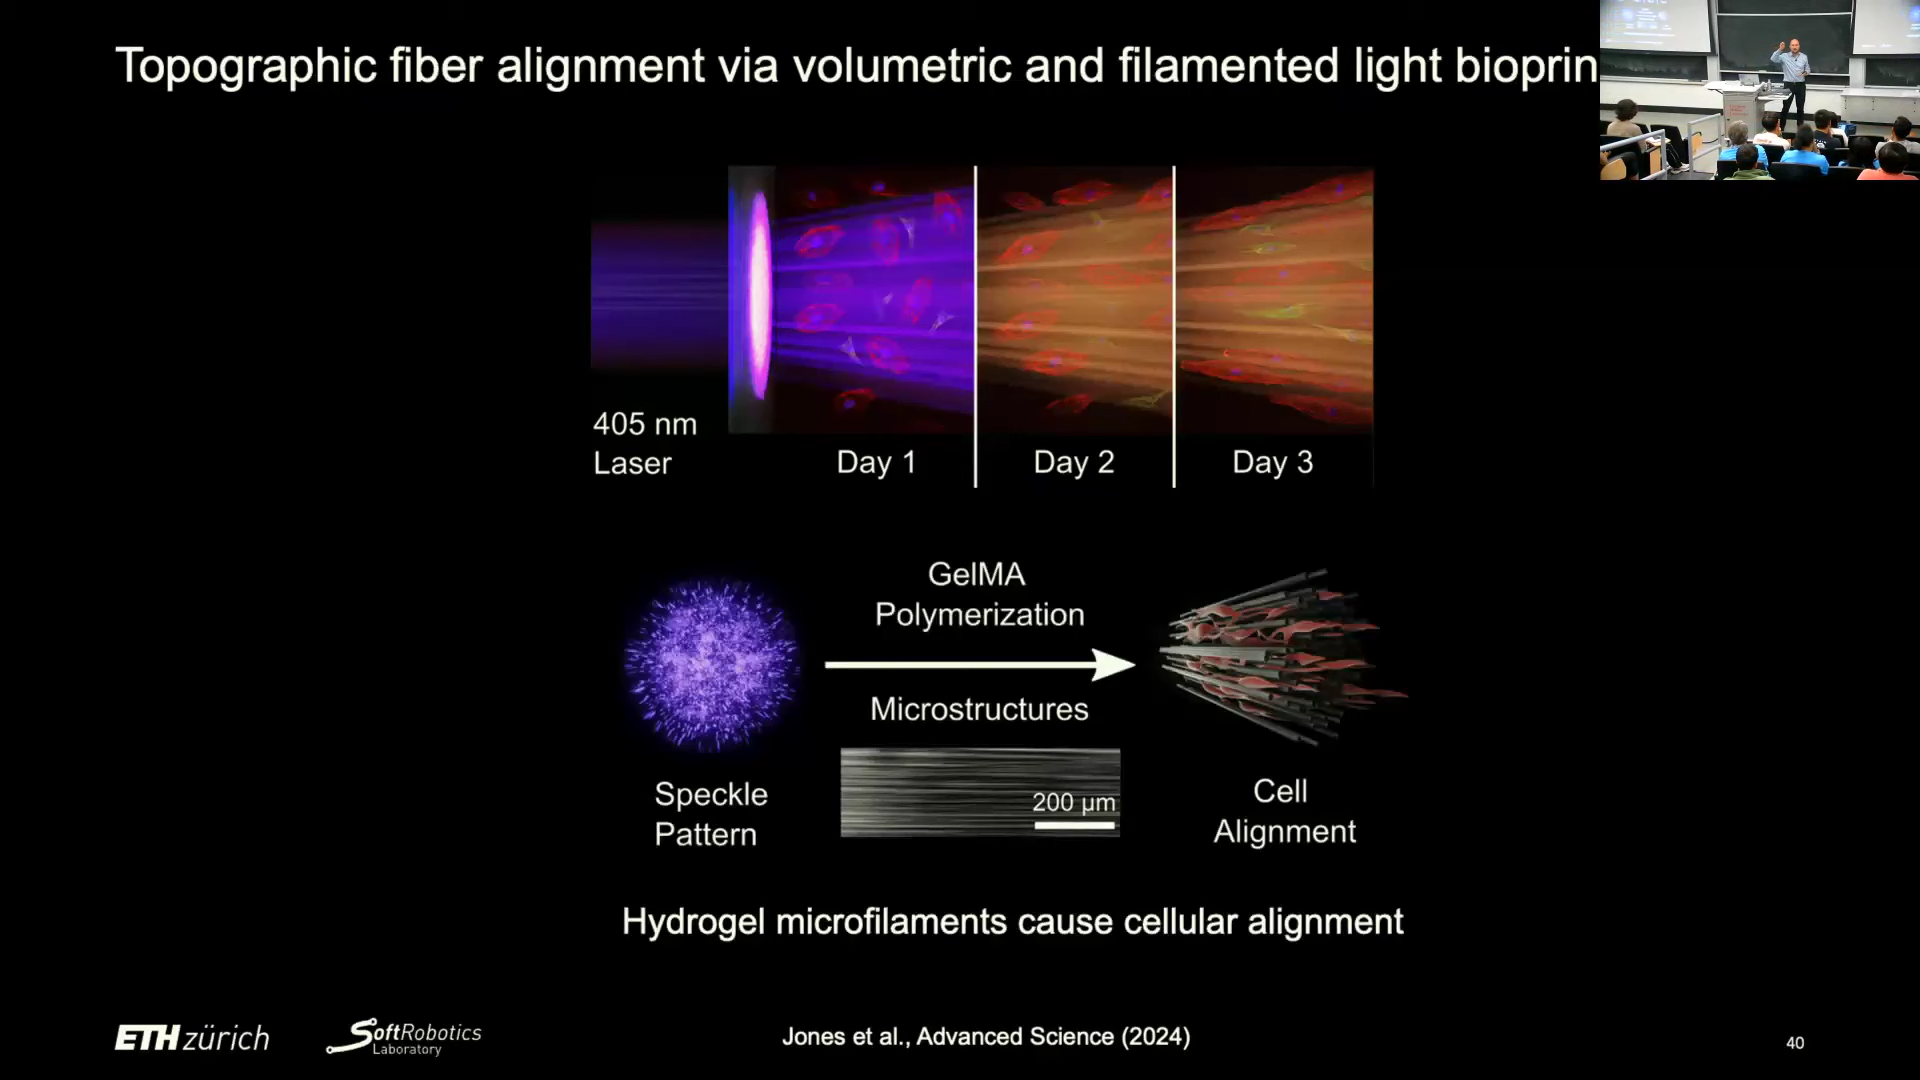 Topographic fiber alignment via volumetric and filamented light bioprin
405 nm
Laser
Day 1
Day 2
Day 3
GelMA
Polymerization
Microstructures
200 µm
Speckle
Pattern
Cell
Alignment
Hydrogel microfilaments cause cellular alignment
ETH zürich
SoftRobotics
Laboratory
Jones et al., Advanced Science (2024)
40